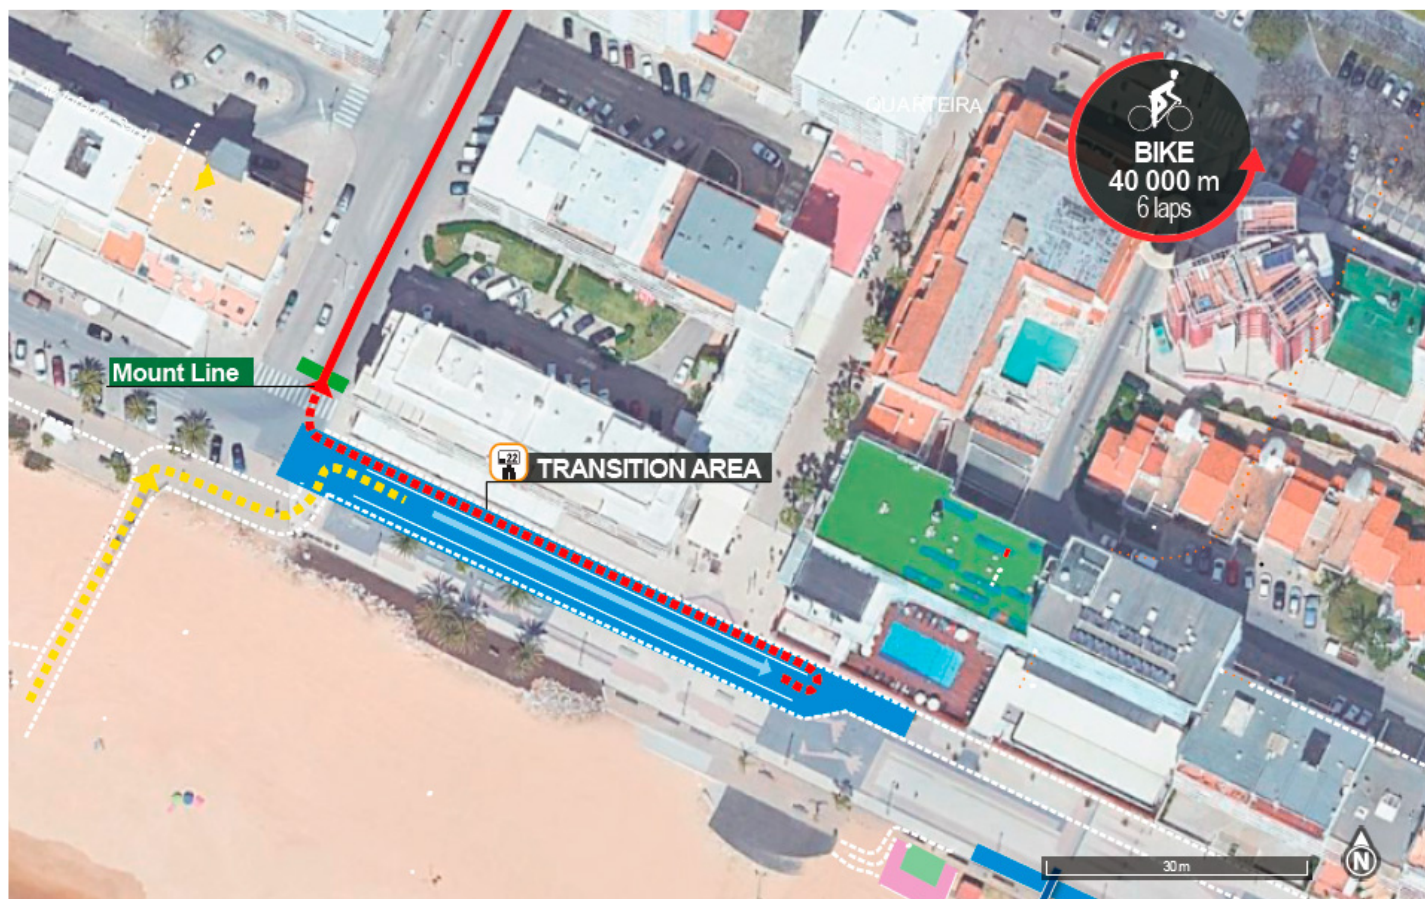 QUARTEIRA
BIKE
40 000 m
6 laps
Mount Line
22
TRANSITION AREA
30 m
N